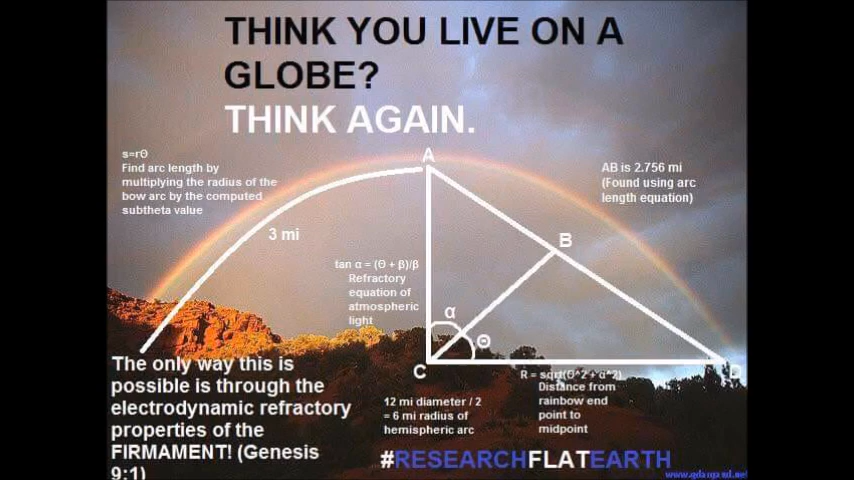 THINK YOU LIVE ON A
GLOBE?
THINK AGAIN.
s=rΘ
Find arc length by
multiplying the radius of the
bow arc by the computed
subtheta value
A
AB is 2.756 mi
(Found using arc
length equation)
3 mi
B
tan α = (Θ + β)/β
Refractory
equation of
atmospheric
light
α
Θ
C
D
The only way this is
possible is through the
electrodynamic refractory
properties of the
FIRMAMENT! (Genesis
9:1)
12 mi diameter / 2
= 6 mi radius of
hemispheric arc
R = sqrt(Θ^2 + α^2)
Distance from
rainbow end
point to
midpoint
#RESEARCHFLATEARTH